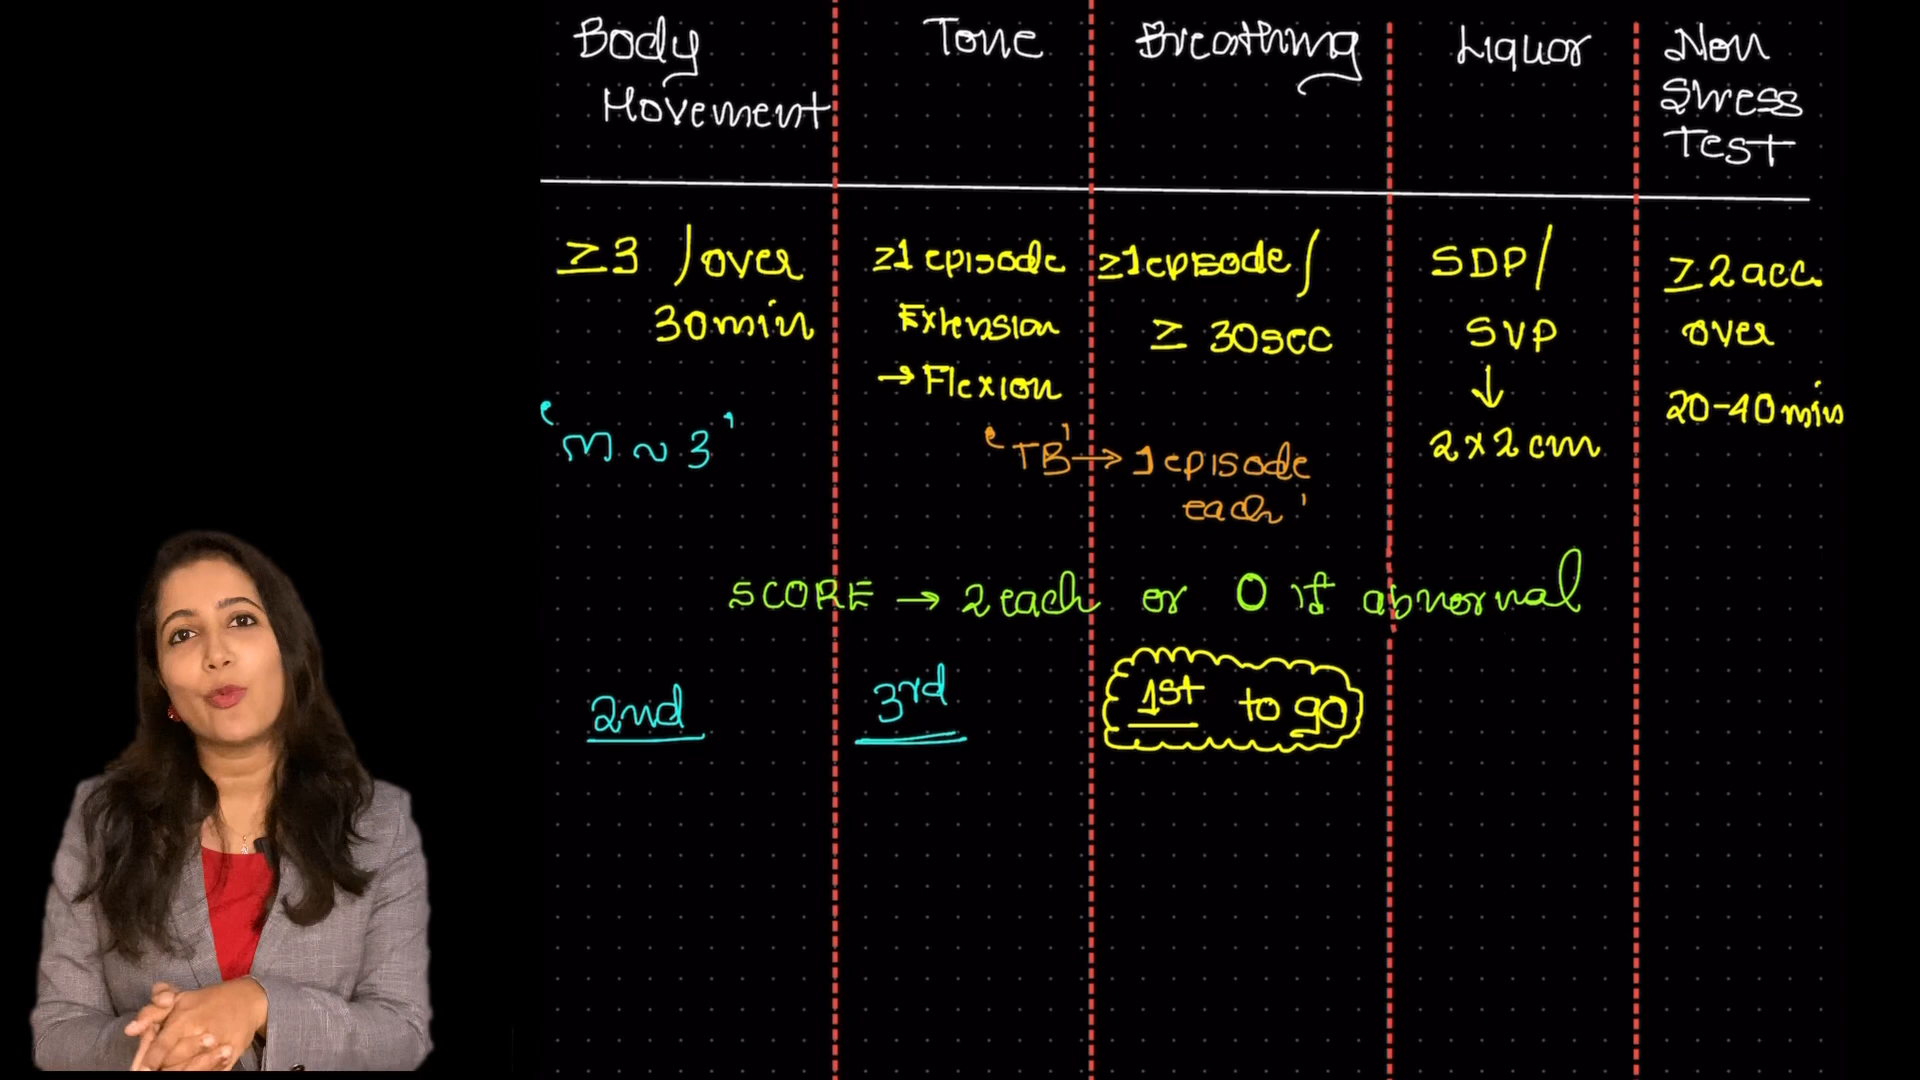 Body
Movement
Tone
Breathing
Liquor
Non
Stress
Test
≥3 /over
30min
≥1 episode
Extension
→ Flexion
≥1 episode/
≥ 30sec
SDP/
SVP
↓
2x2 cm
≥2 acc.
over
20-40 min
'M ~ 3'
'TB' → 1 episode
each'
SCORE → 2 each or 0 if abnormal
2nd
3rd
1st to go